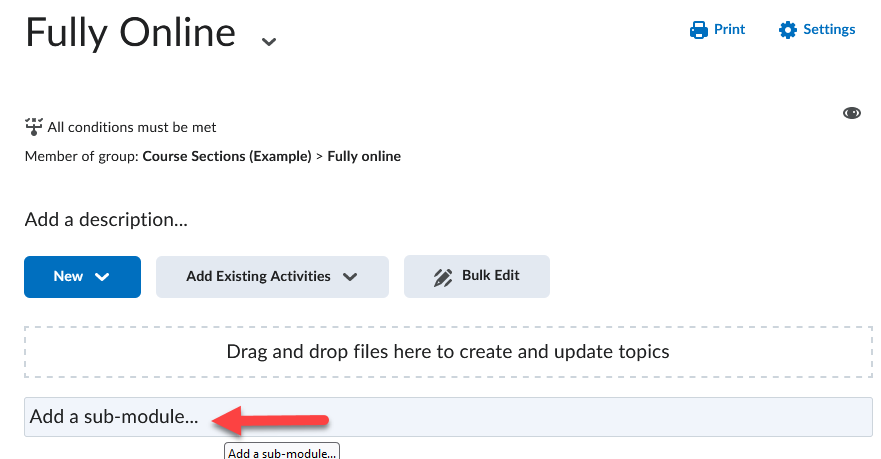 Fully Online
Print
Settings
All conditions must be met
Member of group: Course Sections (Example) > Fully online
Add a description...
New
Add Existing Activities
Bulk Edit
Drag and drop files here to create and update topics
Add a sub-module...
Add a sub-module...